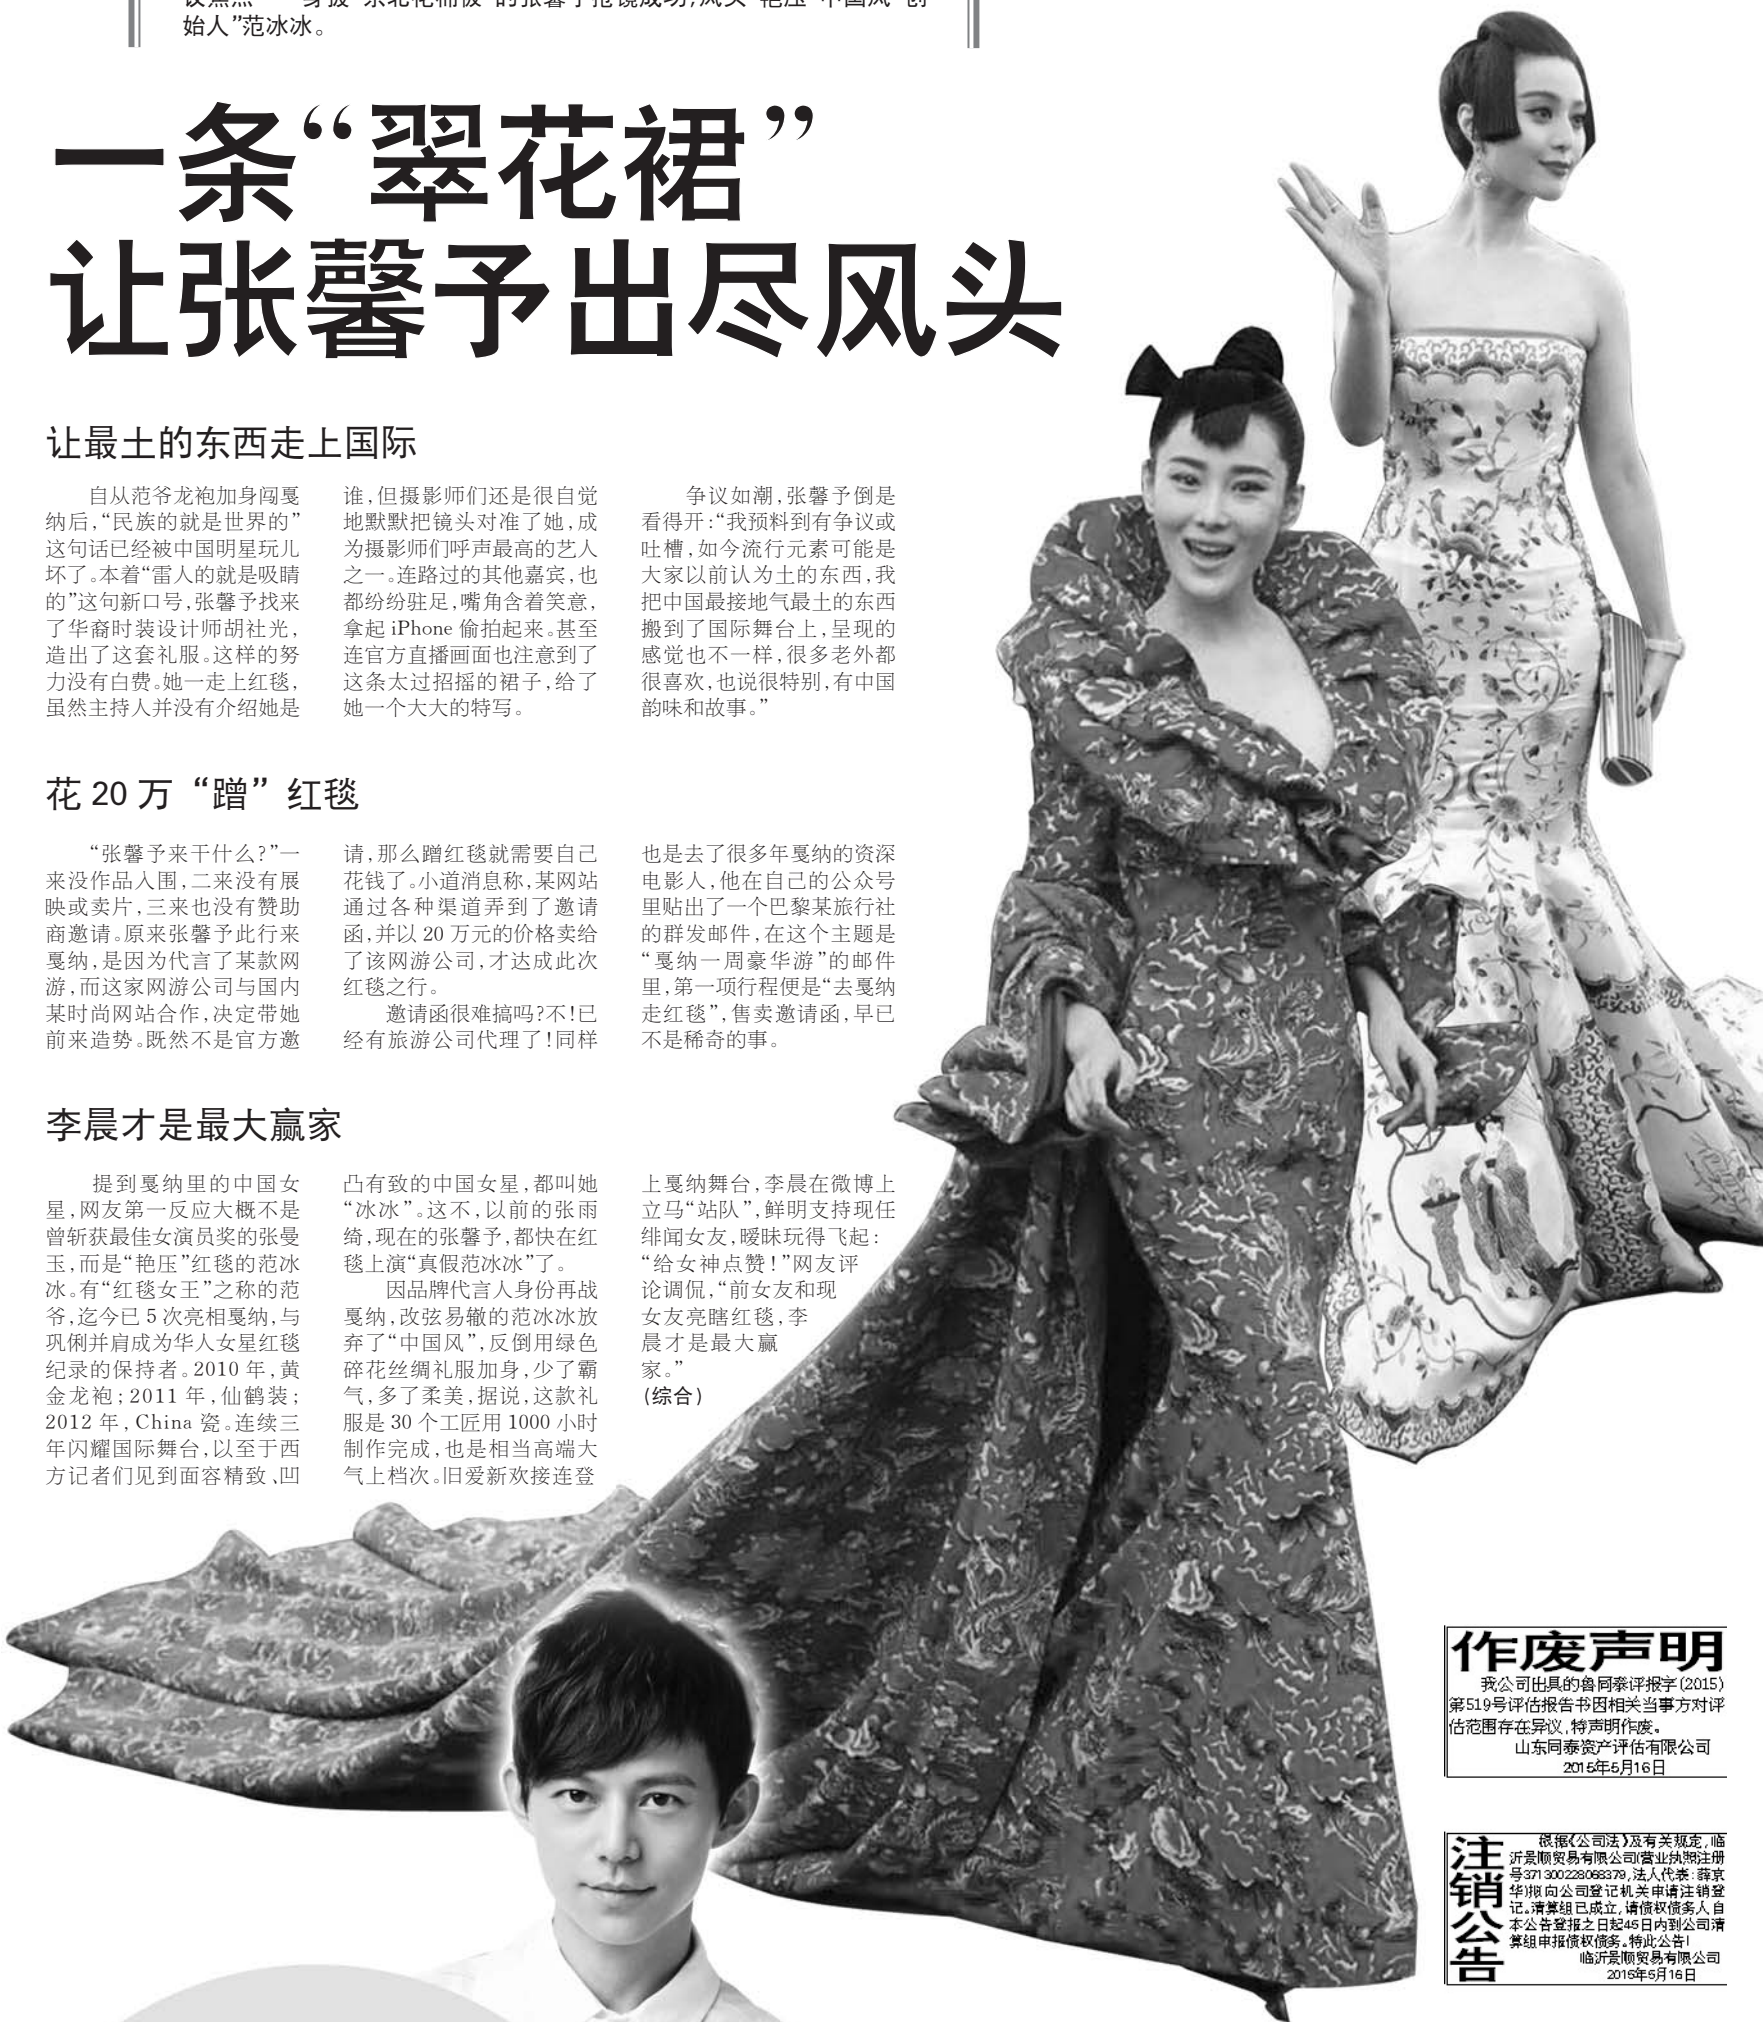 始人”范冰冰。
一条“翠花裙”
让张馨予出尽风头
让最土的东西走上国际
自从范爷龙袍加身闯戛
纳后，“民族的就是世界的”
这句话已经被中国明星玩儿
坏了。本着“雷人的就是吸睛
的”这句新口号，张馨予找来
了华裔时装设计师胡社光，
造出了这套礼服。这样的努
力没有白费。她一走上红毯，
虽然主持人并没有介绍她是
谁，但摄影师们还是很自觉
地默默把镜头对准了她，成
为摄影师们呼声最高的艺人
之一。连路过的其他嘉宾，也
都纷纷驻足，嘴角含着笑意，
拿起 iPhone 偷拍起来。甚至
连官方直播画面也注意到了
这条太过招摇的裙子，给了
她一个大大的特写。
争议如潮，张馨予倒是
看得开：“我预料到有争议或
吐槽，如今流行元素可能是
大家以前认为土的东西，我
把中国最接地气最土的东西
搬到了国际舞台上，呈现的
感觉也不一样，很多老外都
很喜欢，也说很特别，有中国
韵味和故事。”
花 20 万“蹭”红毯
“张馨予来干什么？”一
来没作品入围，二来没有展
映或卖片，三来也没有赞助
商邀请。原来张馨予此行来
戛纳，是因为代言了某款网
游，而这家网游公司与国内
某时尚网站合作，决定带她
前来造势。既然不是官方邀
请，那么蹭红毯就需要自己
花钱了。小道消息称，某网站
通过各种渠道弄到了邀请
函，并以 20 万元的价格卖给
了该网游公司，才达成此次
红毯之行。
邀请函很难搞吗？不！已
经有旅游公司代理了！同样
也是去了很多年戛纳的资深
电影人，他在自己的公众号
里贴出了一个巴黎某旅行社
的群发邮件，在这个主题是
“戛纳一周豪华游”的邮件
里，第一项行程便是“去戛纳
走红毯”，售卖邀请函，早已
不是稀奇的事。
李晨才是最大赢家
提到戛纳里的中国女
星，网友第一反应大概不是
曾斩获最佳女演员奖的张曼
玉，而是“艳压”红毯的范冰
冰。有“红毯女王”之称的范
爷，迄今已 5 次亮相戛纳，与
巩俐并肩成为华人女星红毯
纪录的保持者。2010 年，黄
金龙袍；2011 年，仙鹤装；
2012 年，China 瓷。连续三
年闪耀国际舞台，以至于西
方记者们见到面容精致、凹
凸有致的中国女星，都叫她
“冰冰”。这不，以前的张雨
绮，现在的张馨予，都快在红
毯上演“真假范冰冰”了。
因品牌代言人身份再战
戛纳，改弦易辙的范冰冰放
弃了“中国风”，反倒用绿色
碎花丝绸礼服加身，少了霸
气，多了柔美，据说，这款礼
服是 30 个工匠用 1000 小时
制作完成，也是相当高端大
气上档次。旧爱新欢接连登
上戛纳舞台，李晨在微博上
立马“站队”，鲜明支持现任
绯闻女友，暧昧玩得飞起：
“给女神点赞！”网友评
论调侃，“前女友和现
女友亮瞎红毯，李
晨才是最大赢
家。”
(综合)
作废声明
我公司出具的鲁同泰评报字(2015)
第519号评估报告书因相关当事方对评
估范围存在异议，特声明作废。
山东同泰资产评估有限公司
2015年5月16日
注销公告
根据《公司法》及有关规定，临
沂景顺贸易有限公司(营业执照注册
号371300228068379，法人代表：薛京
华)拟向公司登记机关申请注销登
记。清算组已成立，请债权债务人自
本公告登报之日起45日内到公司清
算组申报债权债务。特此公告！
临沂景顺贸易有限公司
2015年5月16日